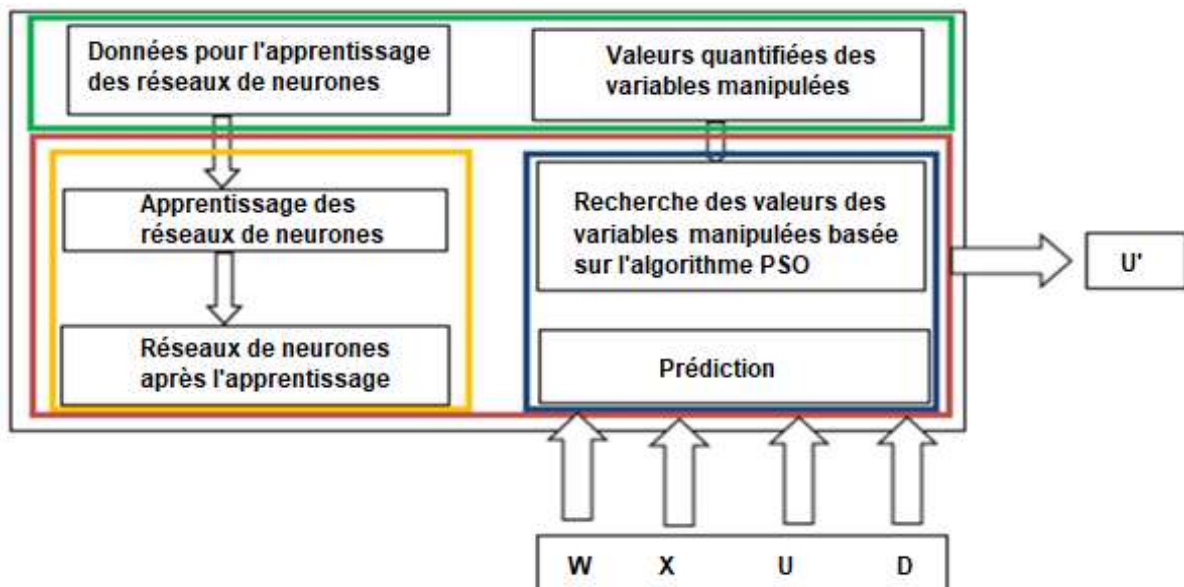 Données pour l'apprentissage
des réseaux de neurones
Valeurs quantifiées des
variables manipulées
Apprentissage des
réseaux de neurones
Recherche des valeurs des
variables manipulées basée
sur l'algorithme PSO
U'
Réseaux de neurones
après l'apprentissage
Prédiction
W X U D